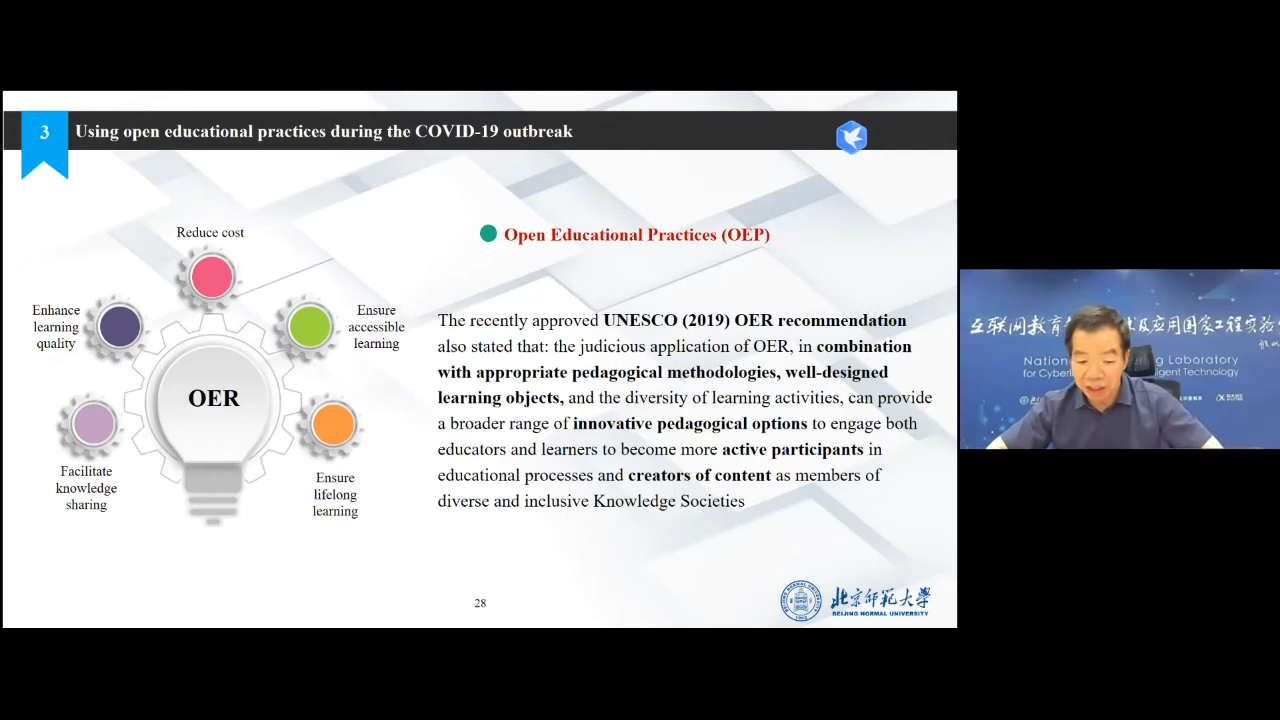 3
Using open educational practices during the COVID-19 outbreak
Reduce cost
Enhance
learning
quality
Ensure
accessible
learning
OER
Facilitate
knowledge
sharing
Ensure
lifelong
learning
Open Educational Practices (OEP)
The recently approved UNESCO (2019) OER recommendation
also stated that: the judicious application of OER, in combination
with appropriate pedagogical methodologies, well-designed
learning objects, and the diversity of learning activities, can provide
a broader range of innovative pedagogical options to engage both
educators and learners to become more active participants in
educational processes and creators of content as members of
diverse and inclusive Knowledge Societies
28
北京师范大学
BEIJING NORMAL UNIVERSITY
互联网教育 术及应用国家工程实验
Nation ng Laboratory
for Cyber gent Technology